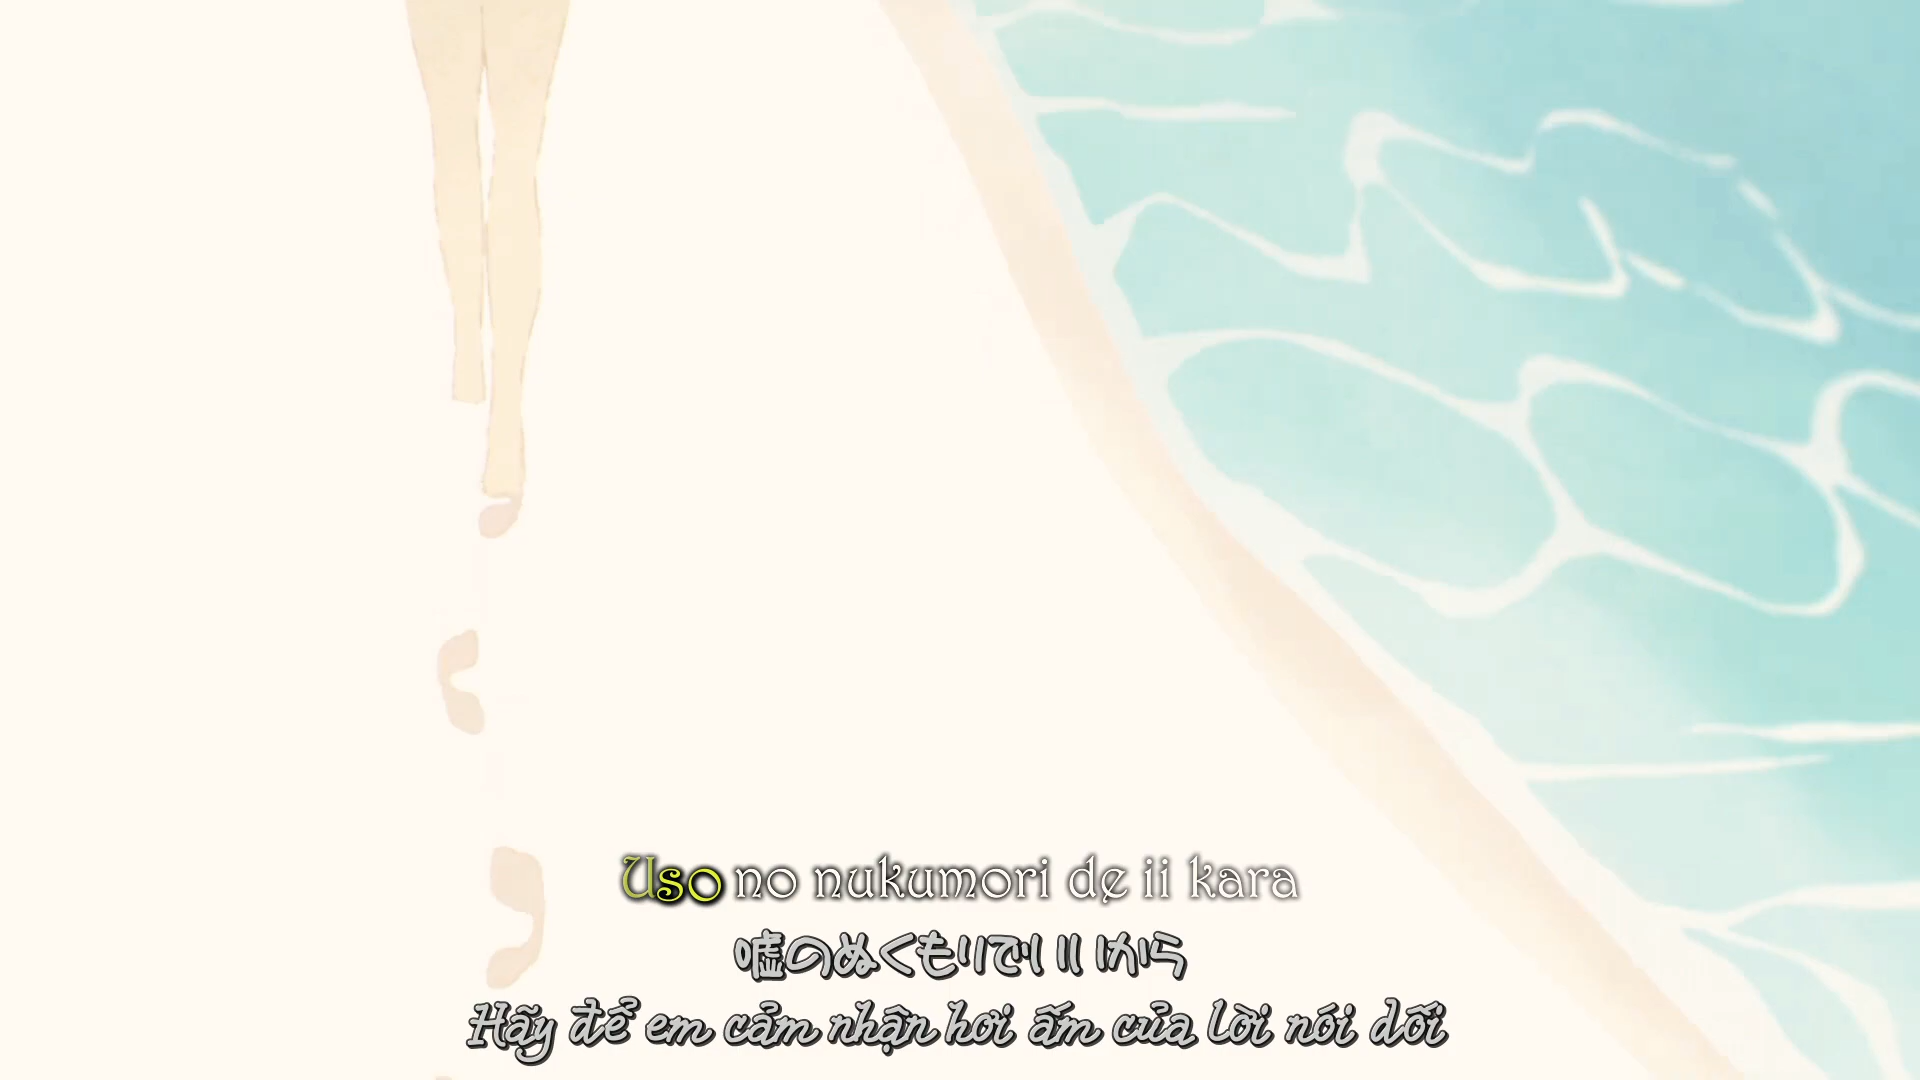 Uso no nukumori de ii kara
嘘のぬくもりでいいから
Hãy để em cảm nhận hơi ấm của lời nói dối